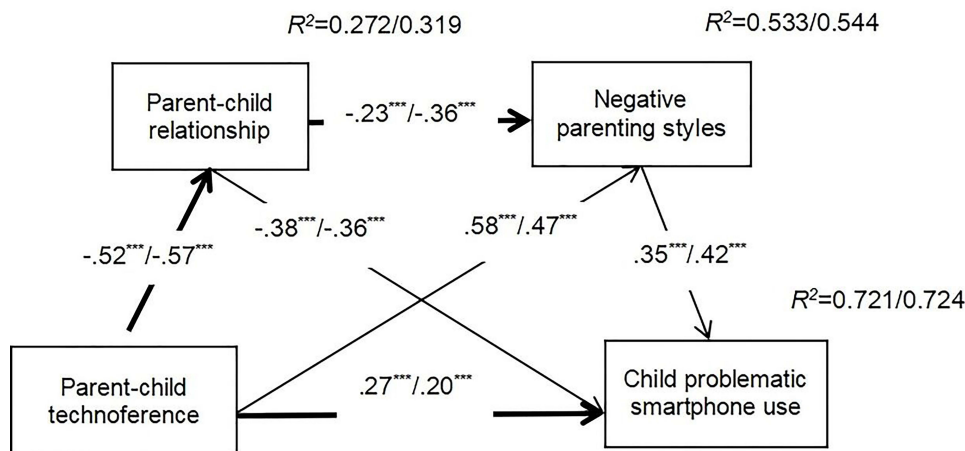 R²=0.272/0.319
R²=0.533/0.544
Parent-child
relationship
-.23***/-.36***
Negative
parenting styles
-.52***/-.57***
-.38***/-.36***
.58***/.47***
.35***/.42***
R²=0.721/0.724
Parent-child
technoference
.27***/.20***
Child problematic
smartphone use